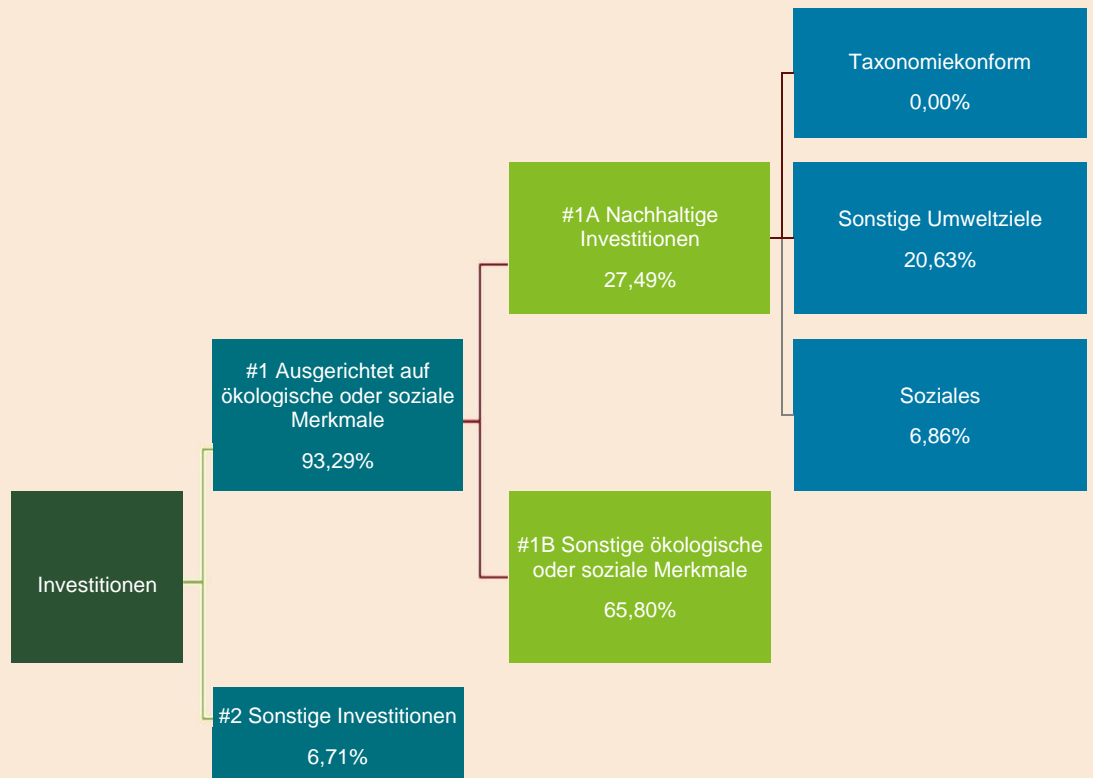 Investitionen
#1 Ausgerichtet auf
ökologische oder soziale
Merkmale
93,29%
#2 Sonstige Investitionen
6,71%
#1A Nachhaltige
Investitionen
27,49%
#1B Sonstige ökologische
oder soziale Merkmale
65,80%
Taxonomiekonform
0,00%
Sonstige Umweltziele
20,63%
Soziales
6,86%